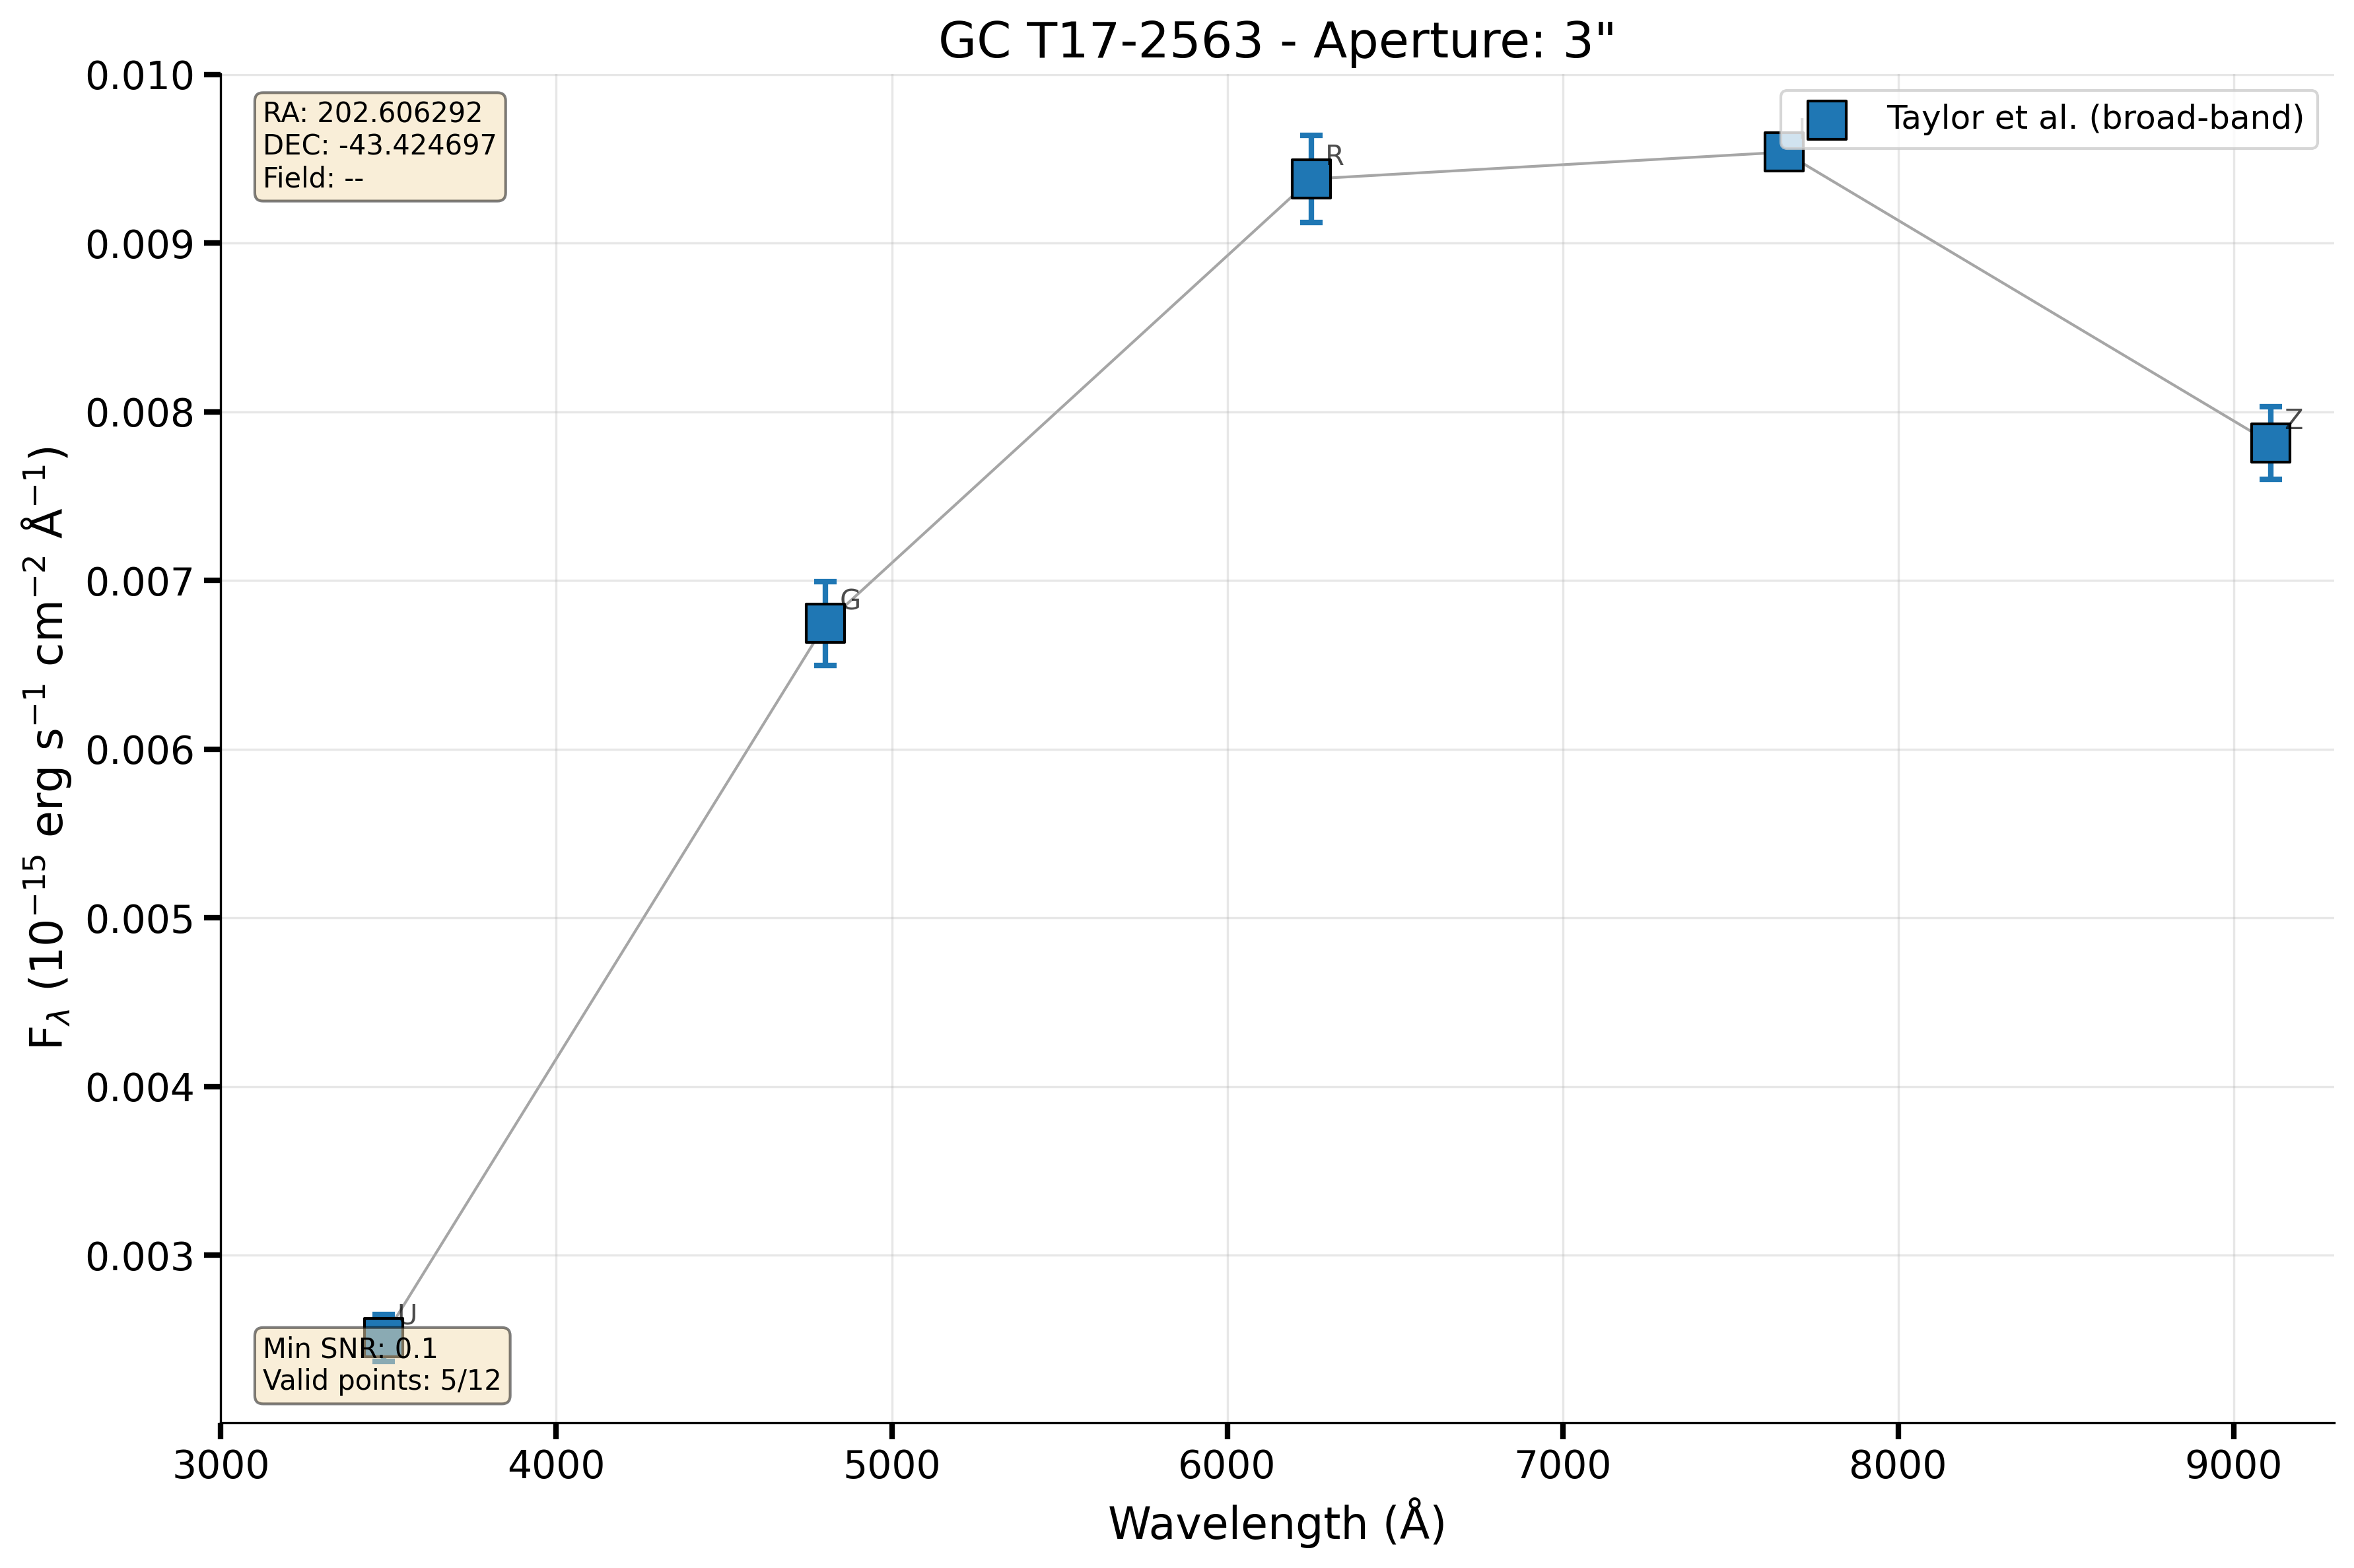 GC T17-2563 - Aperture: 3"
RA: 202.606292
DEC: -43.424697
Field: --
Taylor et al. (broad-band)
I
R
Z
G
U
Min SNR: 0.1
Valid points: 5/12
0.010
0.009
0.008
0.007
0.006
0.005
0.004
0.003
F_λ (10⁻¹⁵ erg s⁻¹ cm⁻² Å⁻¹)
3000 4000 5000 6000 7000 8000 9000
Wavelength (Å)